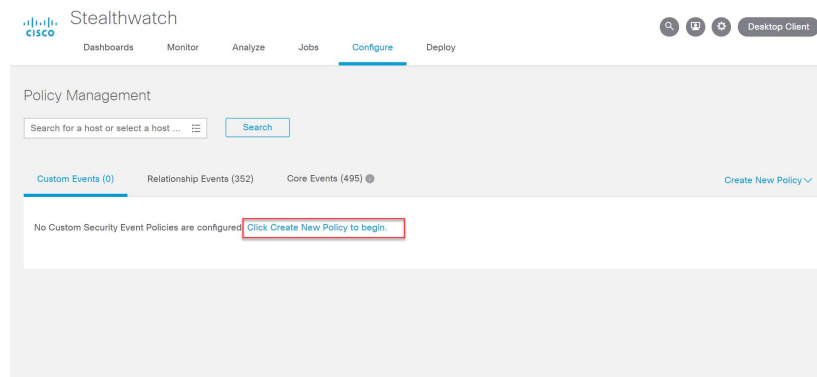 Stealthwatch
CISCO
Desktop Client
Dashboards Monitor Analyze Jobs Configure Deploy
Policy Management
Search for a host or select a host ... Search
Custom Events (0) Relationship Events (352) Core Events (495) Create New Policy
No Custom Security Event Policies are configured. Click Create New Policy to begin.